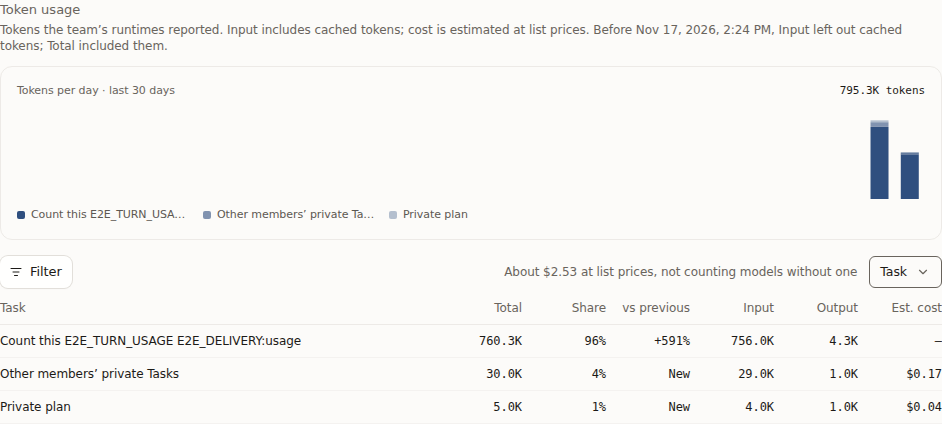 Token usage
Tokens the team's runtimes reported. Input includes cached tokens; cost is estimated at list prices. Before Nov 17, 2026, 2:24 PM, Input left out cached
tokens; Total included them.
Tokens per day · last 30 days 795.3K tokens
Count this E2E_TURN_USA… Other members' private Ta… Private plan
Filter About $2.53 at list prices, not counting models without one Task
Task Total Share vs previous Input Output Est. cost
Count this E2E_TURN_USAGE E2E_DELIVERY:usage 760.3K 96% +591% 756.0K 4.3K —
Other members' private Tasks 30.0K 4% New 29.0K 1.0K $0.17
Private plan 5.0K 1% New 4.0K 1.0K $0.04